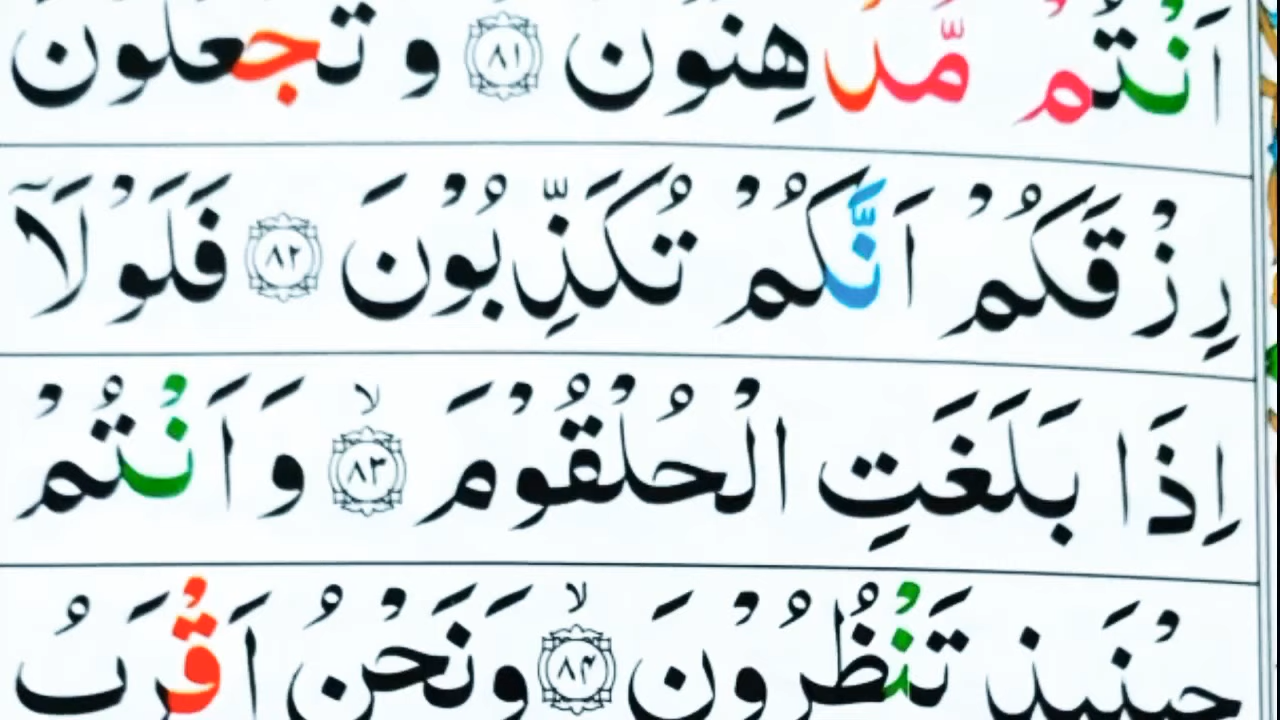 اَنْتُمْ مُّدْهِنُوْنَ ۝٨١ وَ تَجْعَلُوْنَ
رِزْقَكُمْ اَنَّكُمْ تُكَذِّبُوْنَ ۝٨٢ فَلَوْلَاۤ
اِذَا بَلَغَتِ الْحُلْقُوْمَ ۝٨٣ۙ وَ اَنْتُمْ
حِيْنَىِٕذٍ تَنْظُرُوْنَ ۝٨٤ۙ وَنَحْنُ اَقْرَبُ